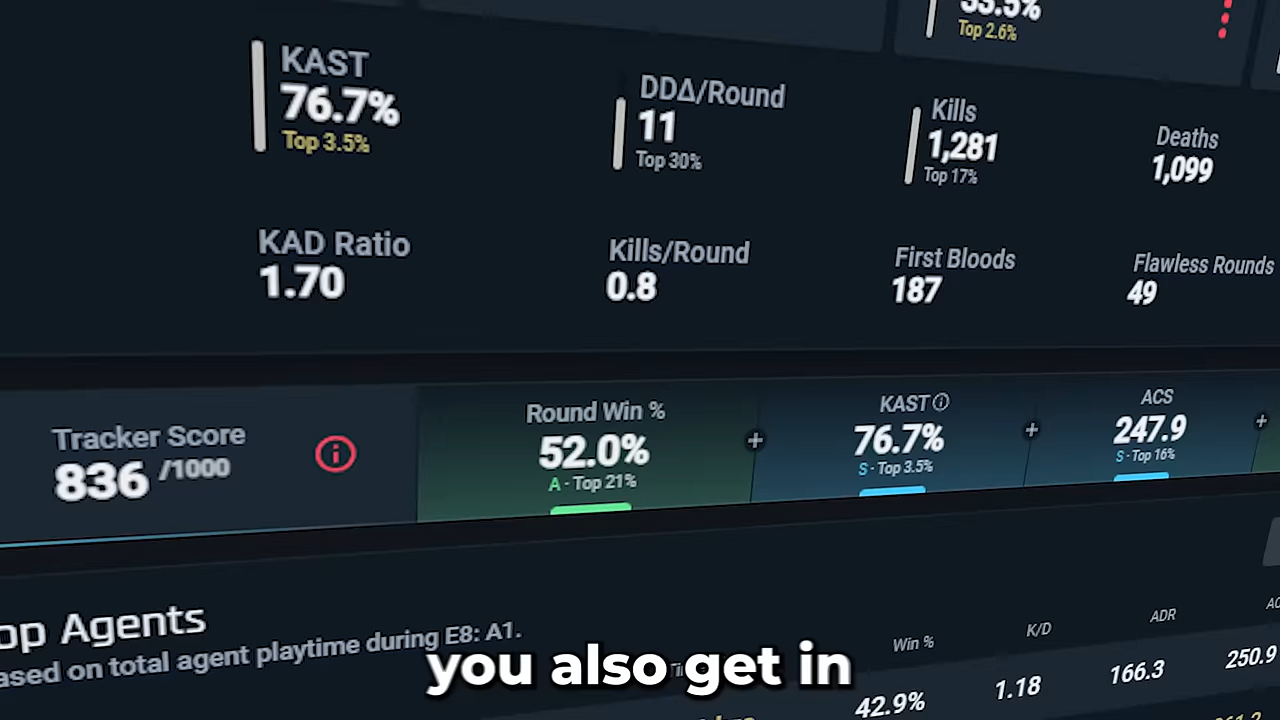 Top 2.6%
KAST
76.7%
Top 3.5%
DDΔ/Round
11
Top 30%
Kills
1,281
Top 17%
Deaths
1,099
KAD Ratio
1.70
Kills/Round
0.8
First Bloods
187
Flawless Rounds
49
Tracker Score
836 /1000
Round Win %
52.0%
A - Top 21%
+
KAST
76.7%
S - Top 3.5%
+
ACS
247.9
S - Top 16%
+
op Agents
ased on total agent playtime during E8: A1.
Win %
K/D
ADR
42.9%
1.18
166.3
250.9
you also get in